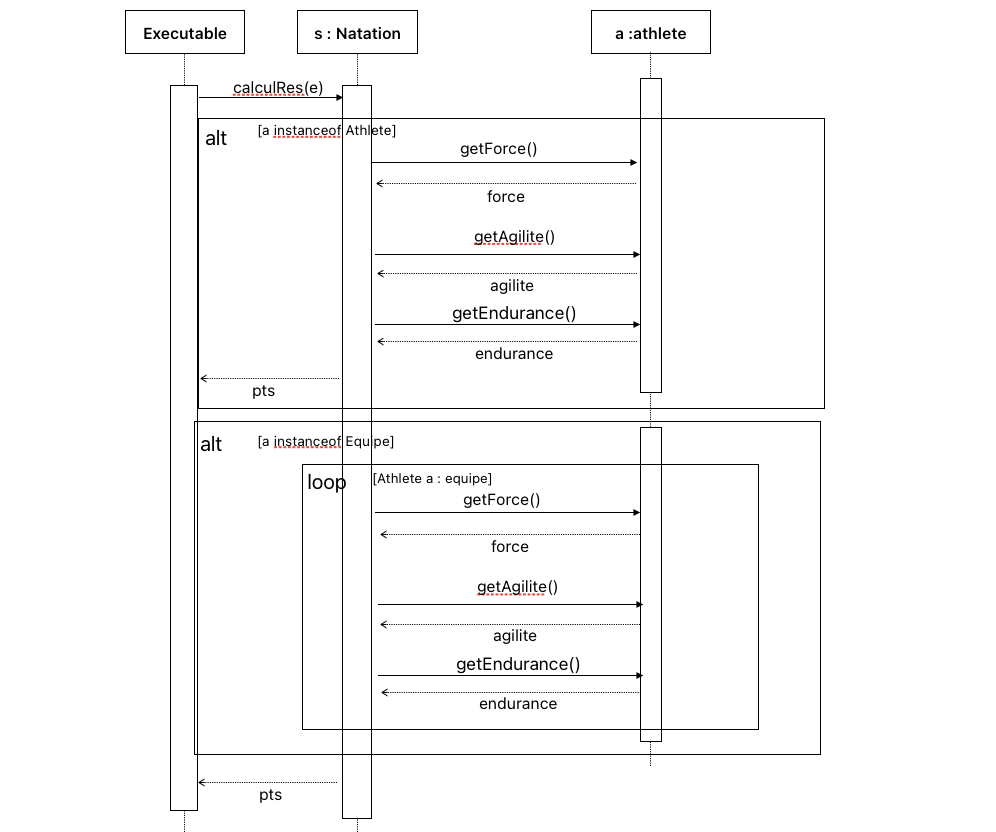 Executable
s : Natation
a :athlete
calculRes(e)
alt
[a instanceof Athlete]
getForce()
force
getAgilite()
agilite
getEndurance()
endurance
pts
alt
[a instanceof Equipe]
loop
[Athlete a : equipe]
getForce()
force
getAgilite()
agilite
getEndurance()
endurance
pts